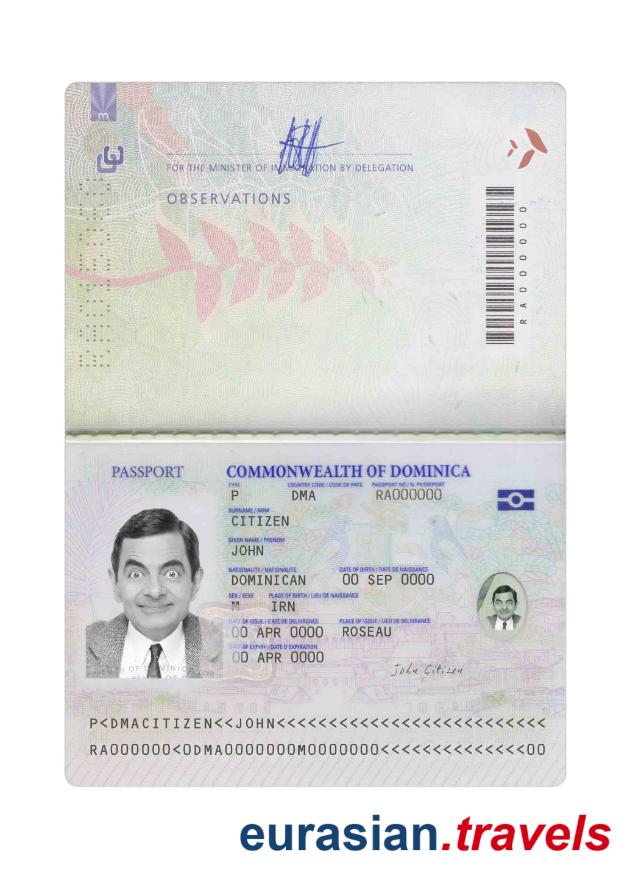 m
FOR THE MINISTER OF IMMIGRATION BY DELEGATION
OBSERVATIONS
RA000000
PASSPORT
COMMONWEALTH OF DOMINICA
TYPE COUNTRY CODE / CODE DE PAYS PASSPORT NO / N. PASSEPORT
P DMA RA000000
SURNAME / NOM
CITIZEN
GIVEN NAME / PRENOM
JOHN
NATIONALITY / NATIONALITE DATE OF BIRTH / DATE DE NAISSANCE
DOMINICAN 00 SEP 0000
SEX / SEXE PLACE OF BIRTH / LIEU DE NAISSANCE
M IRN
DATE OF ISSUE / DATE DE DELIVRANCE PLACE OF ISSUE / LIEU DE DELIVRANCE
00 APR 0000 ROSEAU
DATE OF EXPIRY / DATE D'EXPIRATION
00 APR 0000
John Citizen
P<DMACITIZEN<<JOHN<<<<<<<<<<<<<<<<<<<<<<<<<<
RA000000<0DMA0000000M0000000<<<<<<<<<<<<<<00
eurasian.travels